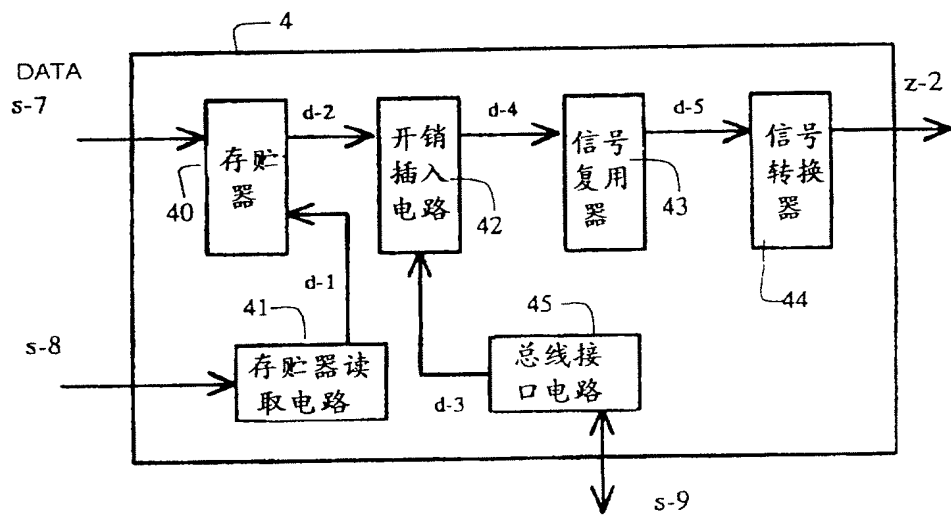 4
DATA
s-7
z-2
d-2
d-4
d-5
存贮
器
40
开销
插入
电路
42
信号
复用
器
43
信号
转换
器
44
d-1
41
45
s-8
存贮器读
取电路
总线接
口电路
d-3
s-9